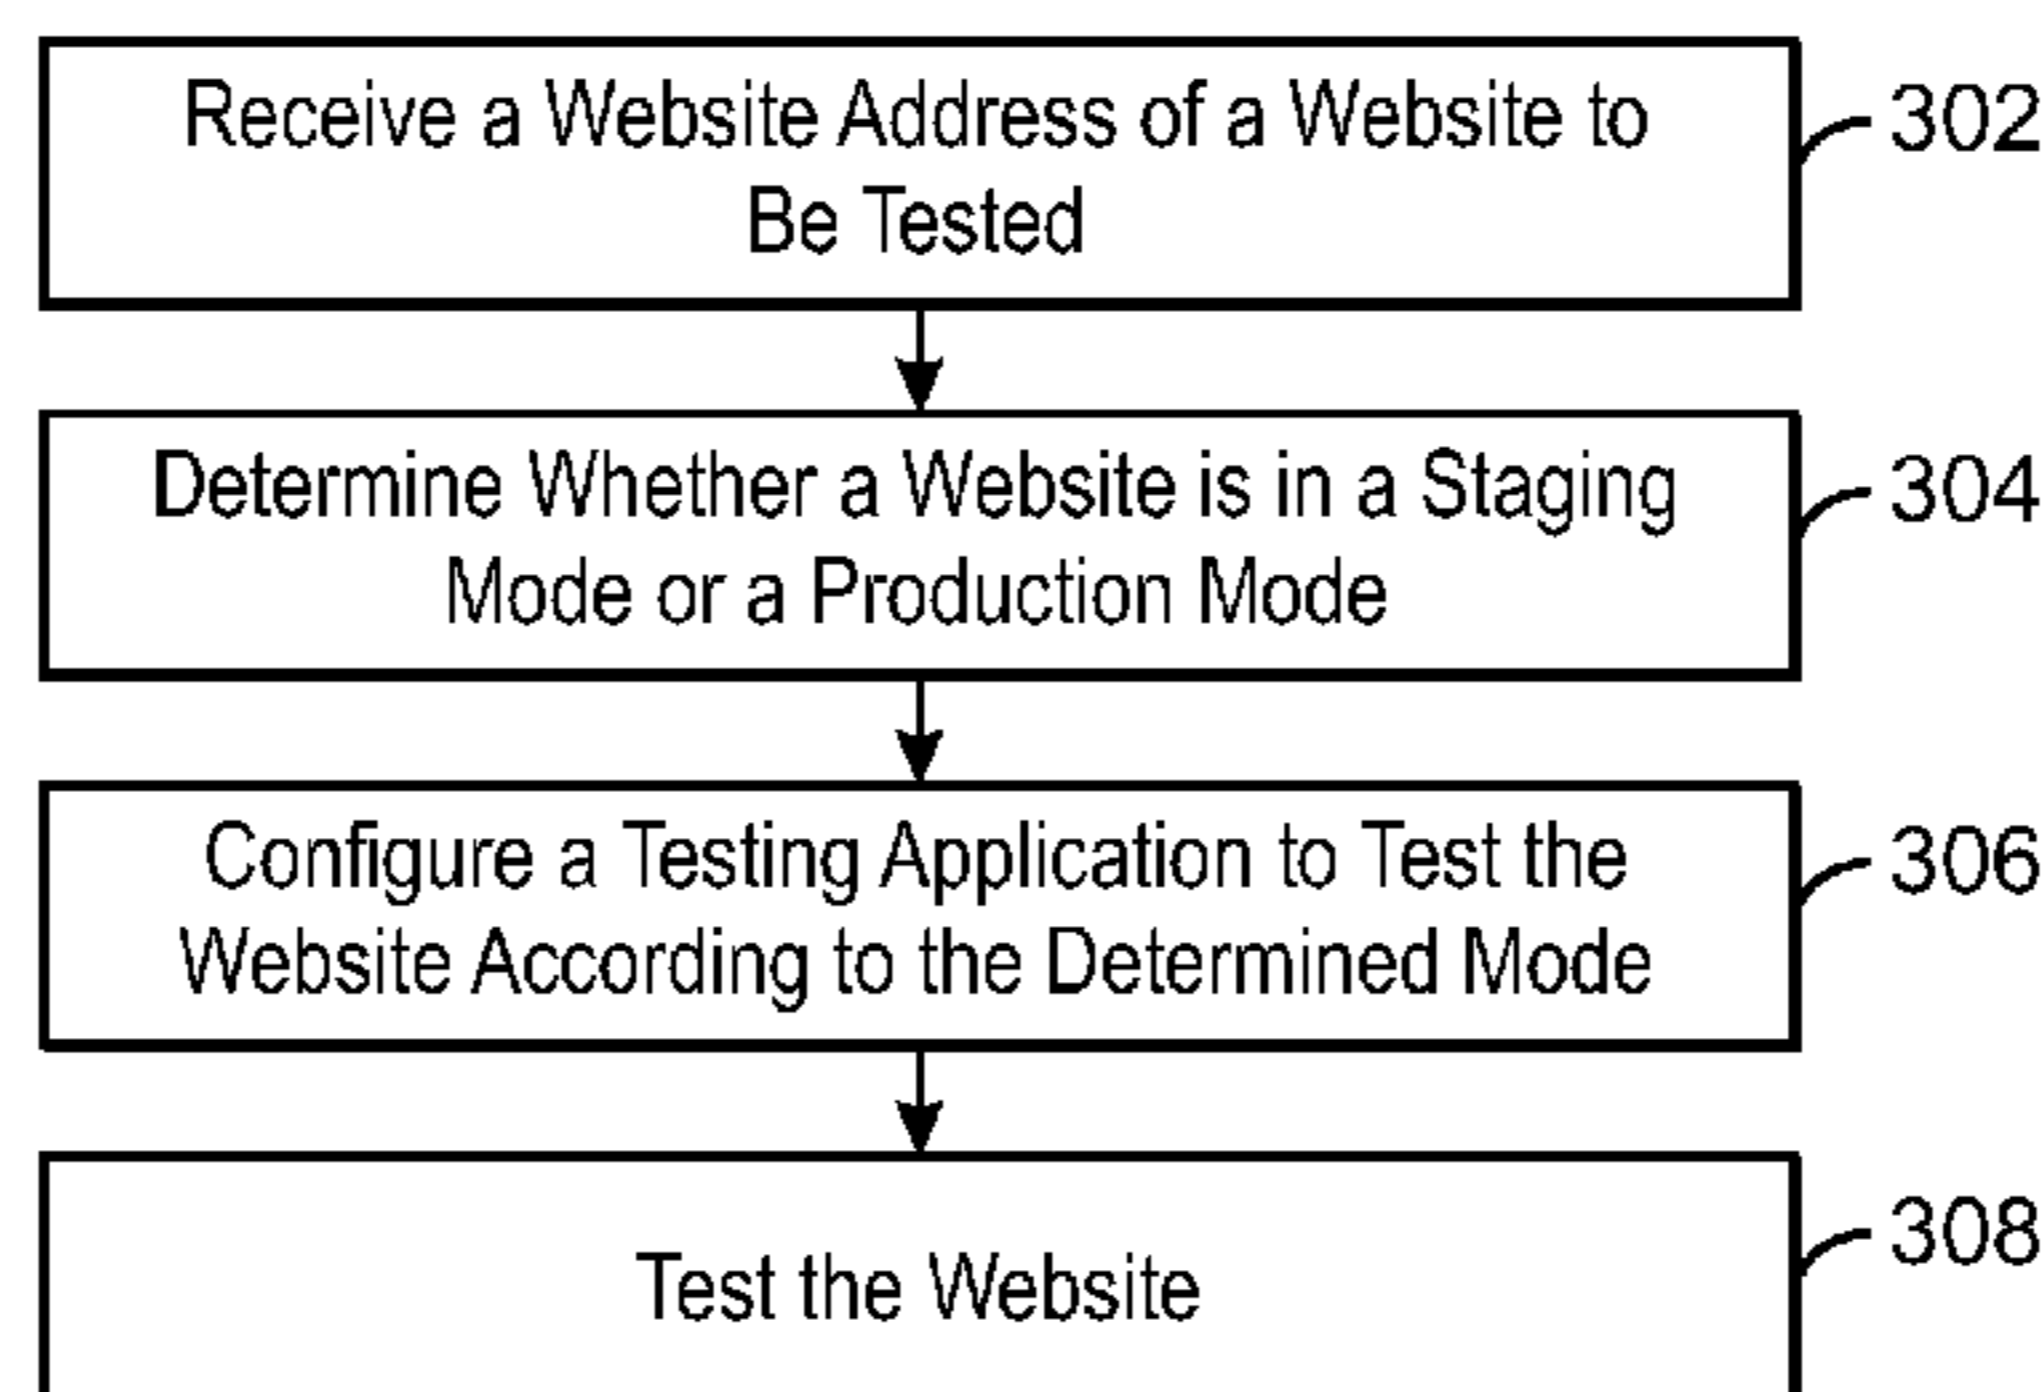 Receive a Website Address of a Website to
Be Tested
302
Determine Whether a Website is in a Staging
Mode or a Production Mode
304
Configure a Testing Application to Test the
Website According to the Determined Mode
306
Test the Website
308